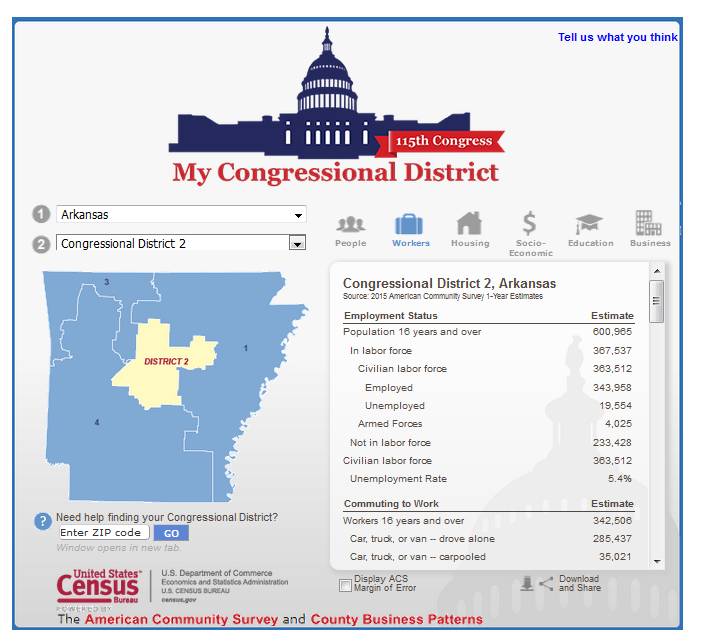 Tell us what you think
115th Congress
My Congressional District
1 Arkansas
2 Congressional District 2
People Workers Housing Socio-Economic Education Business
3
DISTRICT 2
1
4
Congressional District 2, Arkansas
Source: 2015 American Community Survey 1-Year Estimates
Employment Status Estimate
Population 16 years and over 600,965
In labor force 367,537
Civilian labor force 363,512
Employed 343,958
Unemployed 19,554
Armed Forces 4,025
Not in labor force 233,428
Civilian labor force 363,512
Unemployment Rate 5.4%
Commuting to Work Estimate
Workers 16 years and over 342,506
Car, truck, or van -- drove alone 285,437
Car, truck, or van -- carpooled 35,021
? Need help finding your Congressional District?
Enter ZIP code GO
Window opens in new tab.
Display ACS
Margin of Error
Download
and Share
United States™
Census
Bureau
U.S. Department of Commerce
Economics and Statistics Administration
U.S. CENSUS BUREAU
census.gov
POWERED BY
The American Community Survey and County Business Patterns